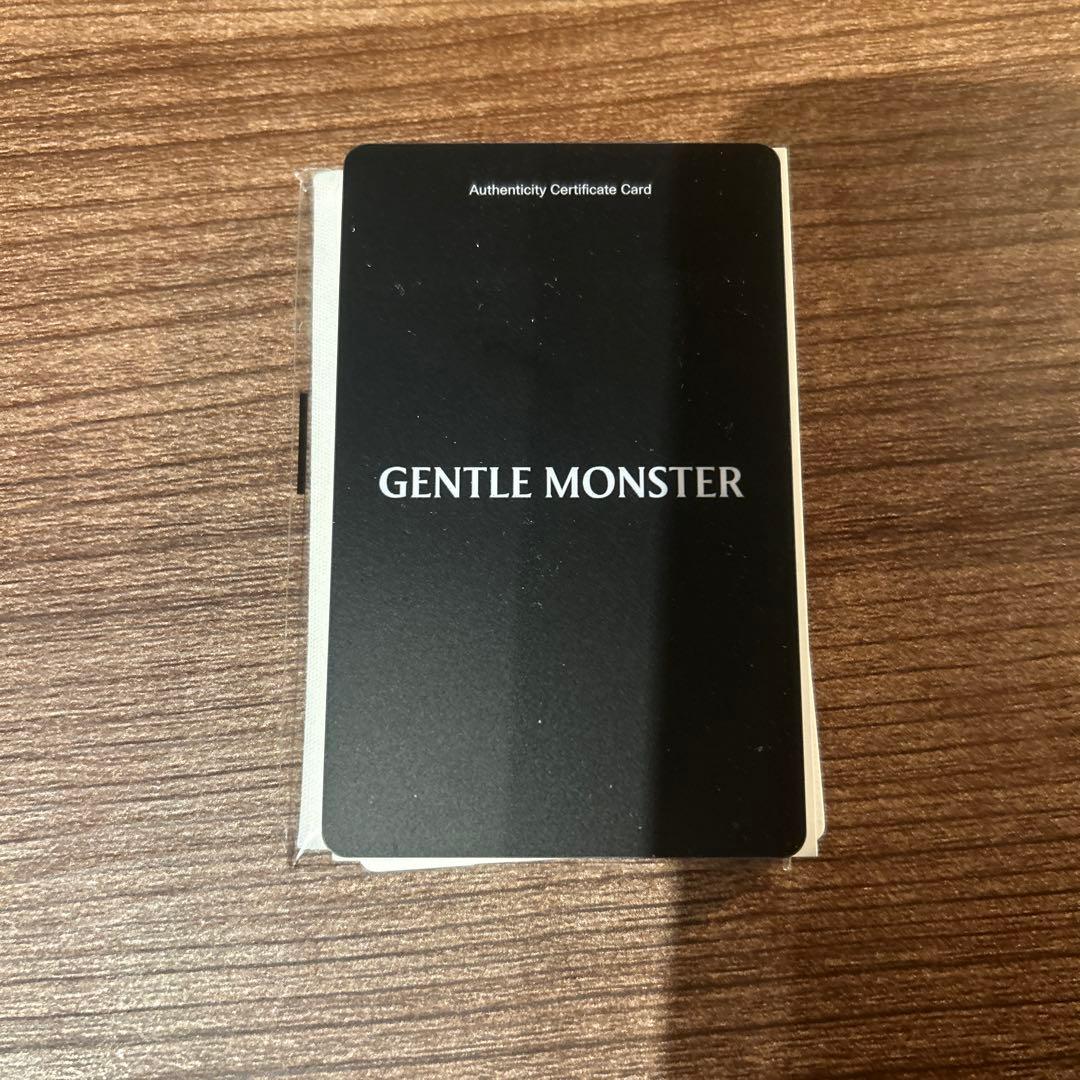 Authenticity Certificate Card
GENTLE MONSTER